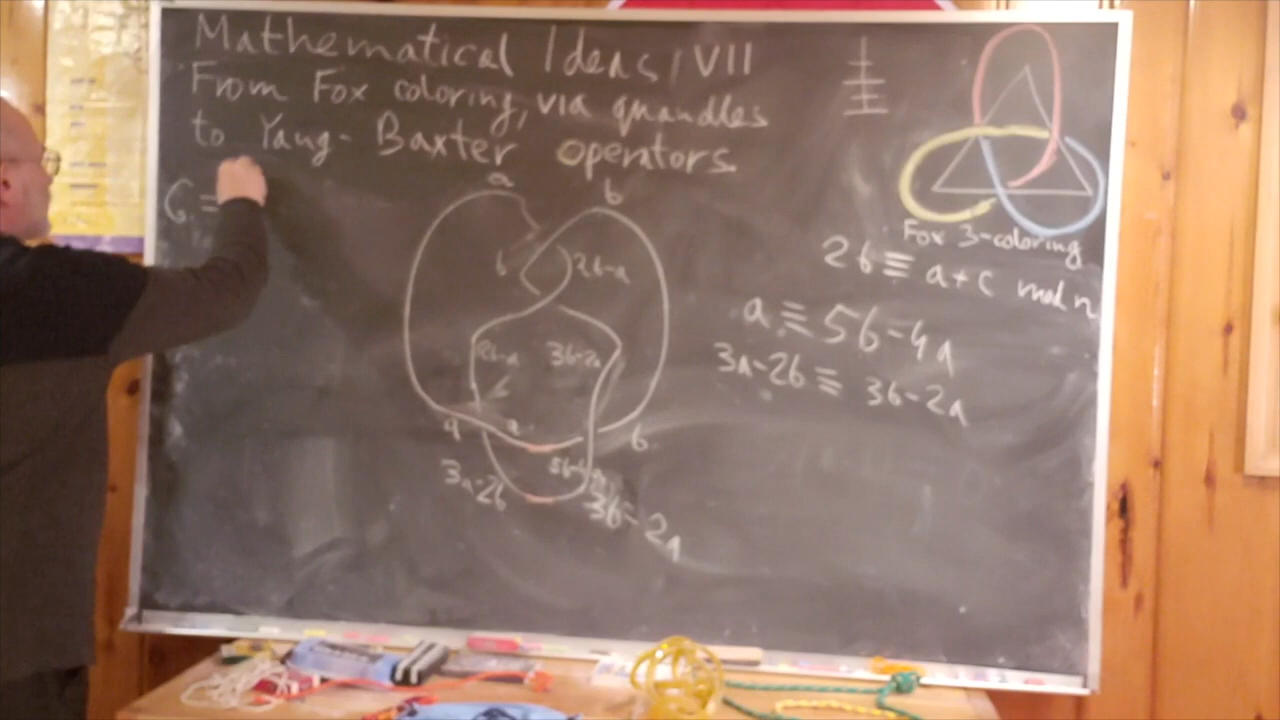 Mathematical Ideas, VII
From Fox coloring, via quandles
to Yang-Baxter operators.
G =
a
b
b
2b-a
2b-a
3b-2a
a
a
b
3a-2b
5b-4a
3b-2a
Fox 3-coloring
2b ≡ a+c mod n
a ≡ 5b-4a
3a-2b ≡ 3b-2a